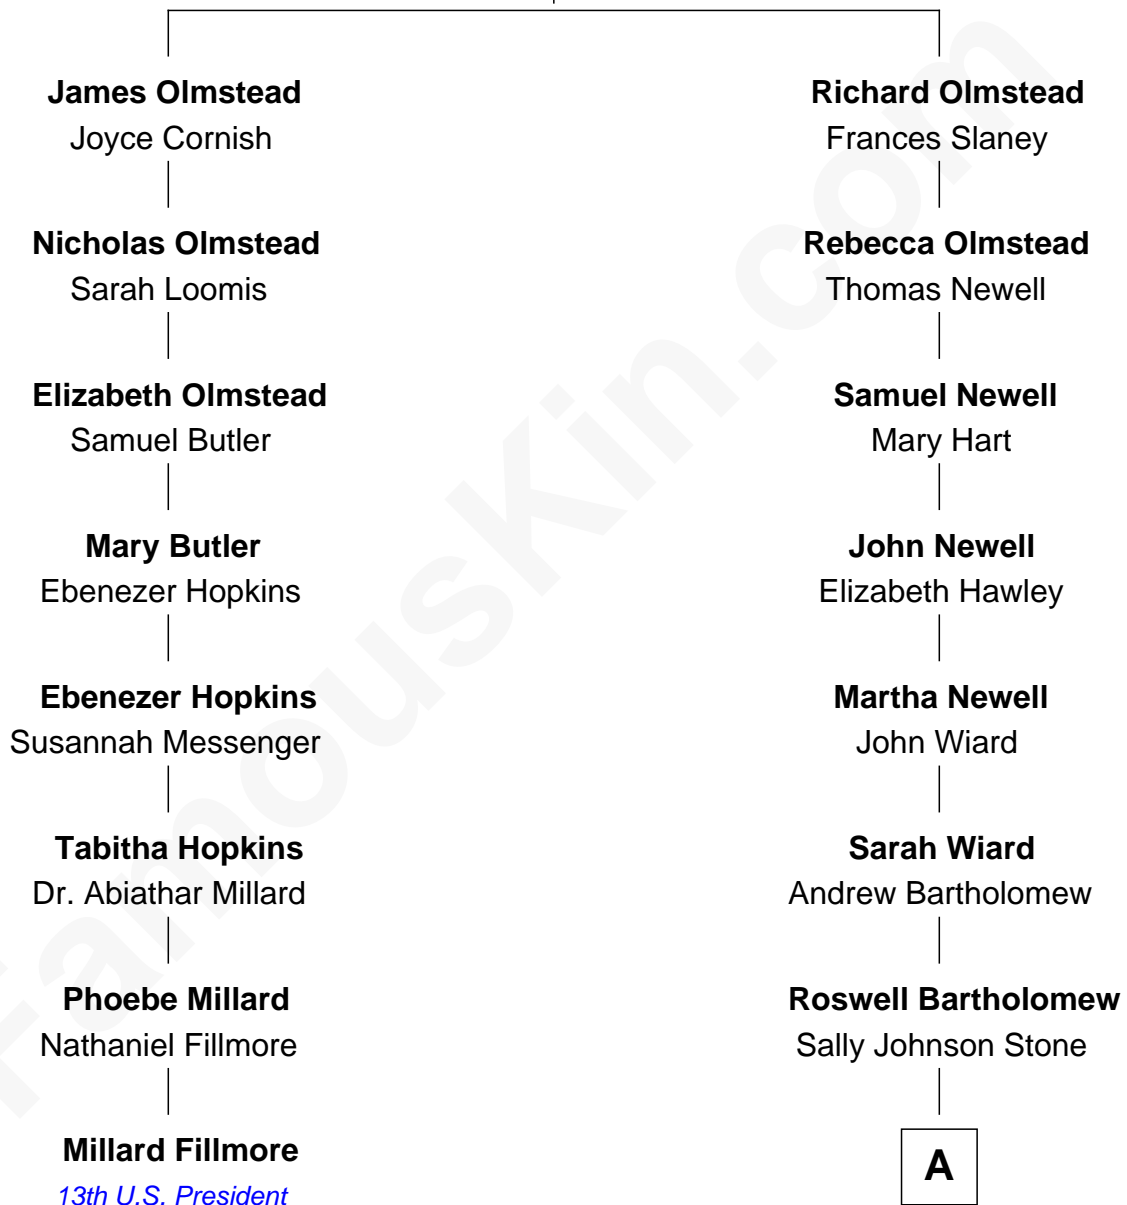 James Olmstead
Joyce Cornish
Nicholas Olmstead
Sarah Loomis
Elizabeth Olmstead
Samuel Butler
Mary Butler
Ebenezer Hopkins
Ebenezer Hopkins
Susannah Messenger
Tabitha Hopkins
Dr. Abiathar Millard
Phoebe Millard
Nathaniel Fillmore
Millard Fillmore
13th U.S. President
Richard Olmstead
Frances Slaney
Rebecca Olmstead
Thomas Newell
Samuel Newell
Mary Hart
John Newell
Elizabeth Hawley
Martha Newell
John Wiard
Sarah Wiard
Andrew Bartholomew
Roswell Bartholomew
Sally Johnson Stone
A
FamousKin.com